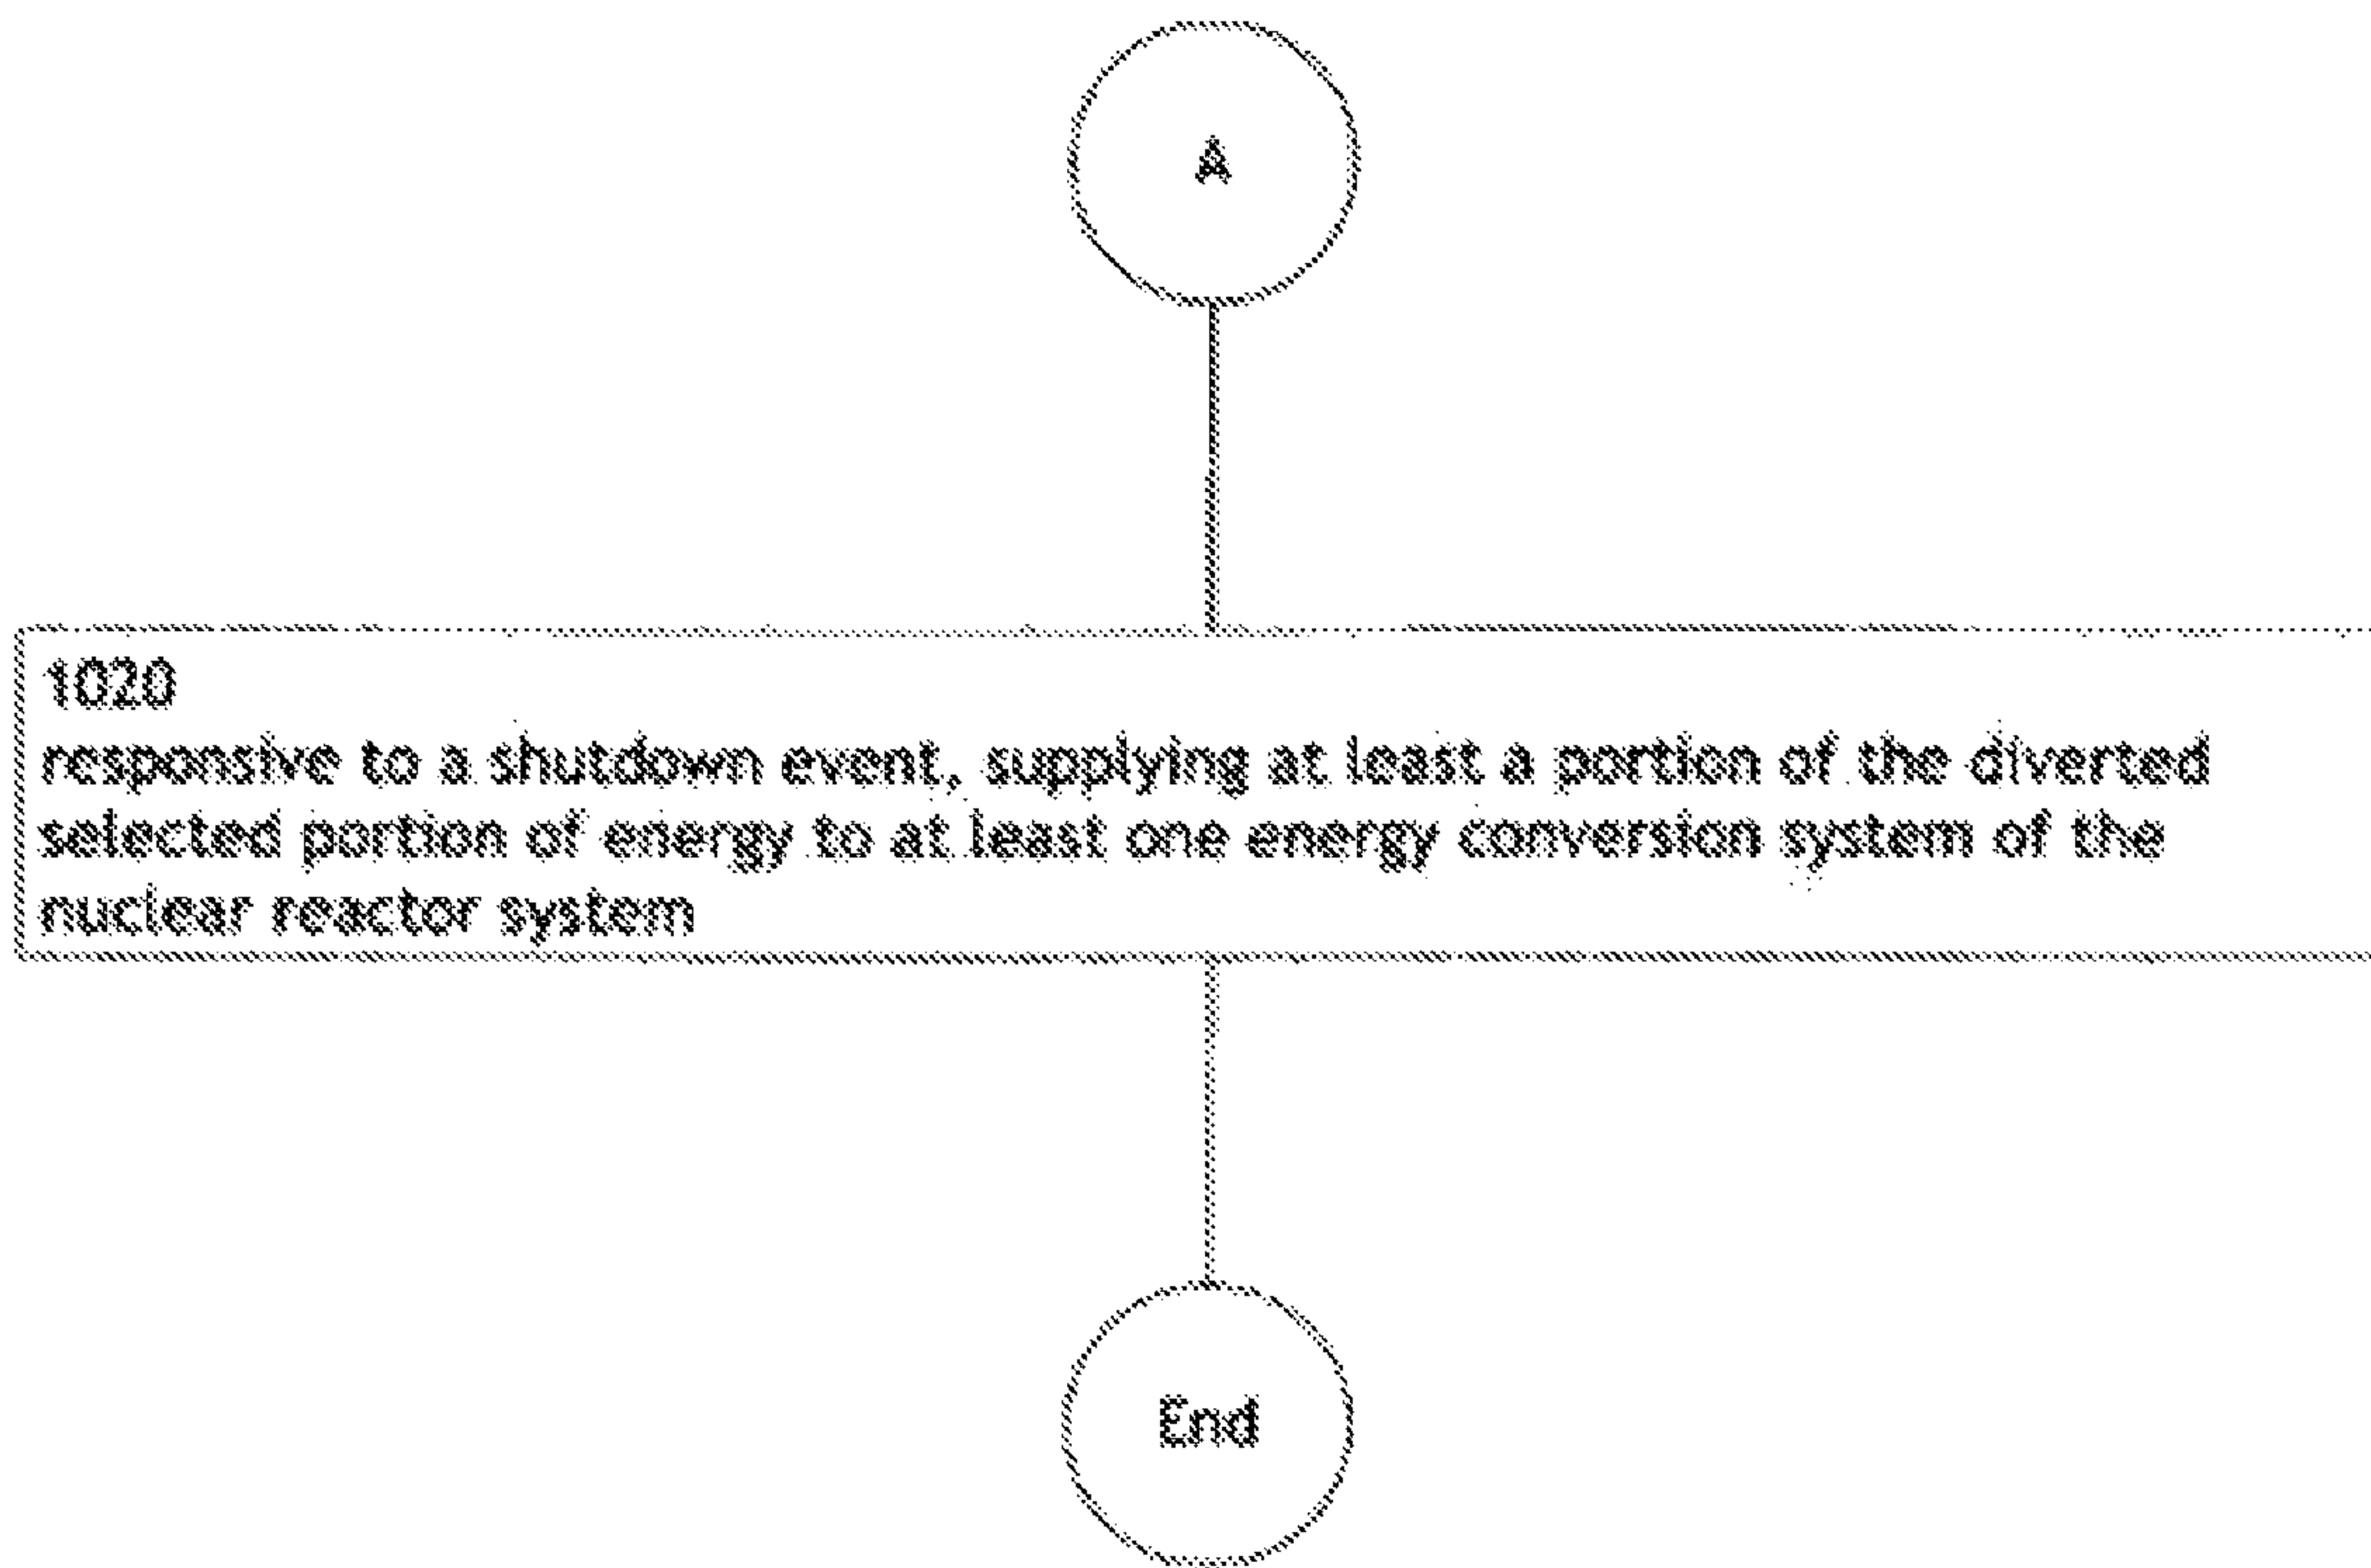 A
1020
responsive to a shutdown event, supplying at least a portion of the diverted
selected portion of energy to at least one energy conversion system of the
nuclear reactor system
End